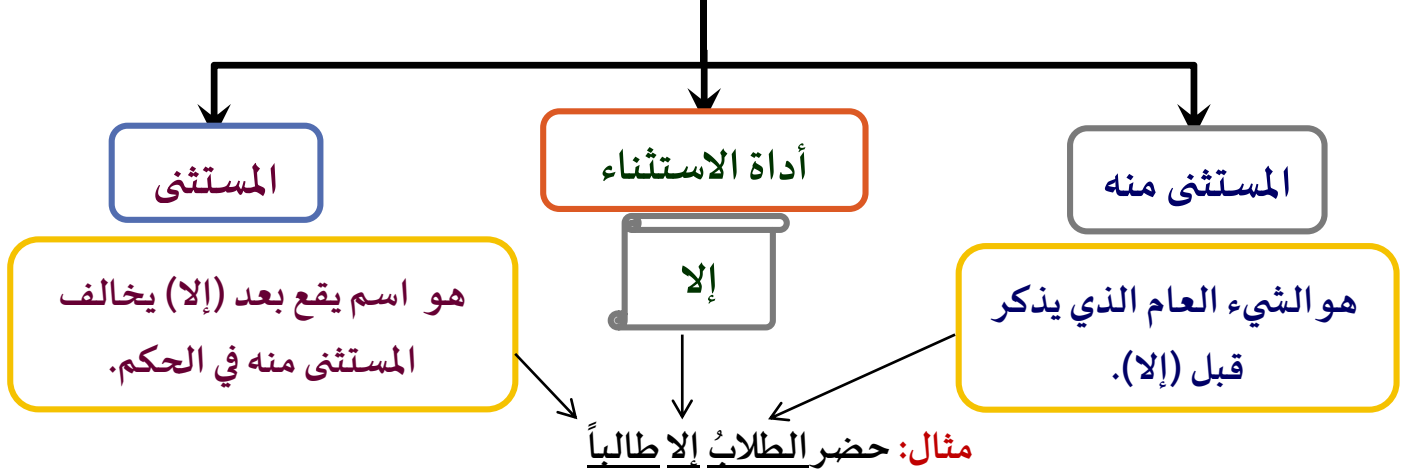 المستثنى منه
أداة الاستثناء
المستثنى
هو الشيء العام الذي يذكر
قبل (إلا).
إلا
هو اسم يقع بعد (إلا) يخالف
المستثنى منه في الحكم.
مثال: حضر الطلابُ إلا طالباً